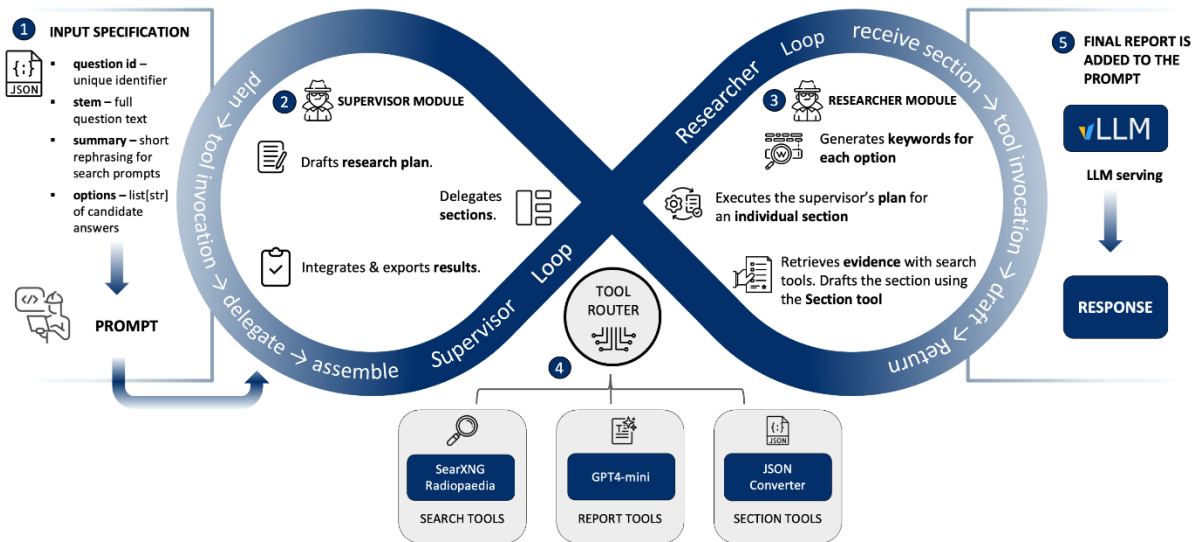 1 INPUT SPECIFICATION
{:}
JSON
▪ question id –
unique identifier
▪ stem – full
question text
▪ summary – short
rephrasing for
search prompts
▪ options – list[str]
of candidate
answers
</>
PROMPT
plan → tool invocation → delegate → assemble
Supervisor Loop
2 SUPERVISOR MODULE
Drafts research plan.
Delegates
sections.
Integrates & exports results.
Researcher Loop
receive section → tool invocation → draft → Return
3 RESEARCHER MODULE
W
Generates keywords for
each option
Executes the supervisor's plan for
an individual section
Retrieves evidence with search
tools. Drafts the section using
the Section tool
TOOL
ROUTER
4
SearXNG
Radiopaedia
SEARCH TOOLS
T
GPT4-mini
REPORT TOOLS
{:}
JSON
JSON
Converter
SECTION TOOLS
5 FINAL REPORT IS
ADDED TO THE
PROMPT
vLLM
LLM serving
RESPONSE